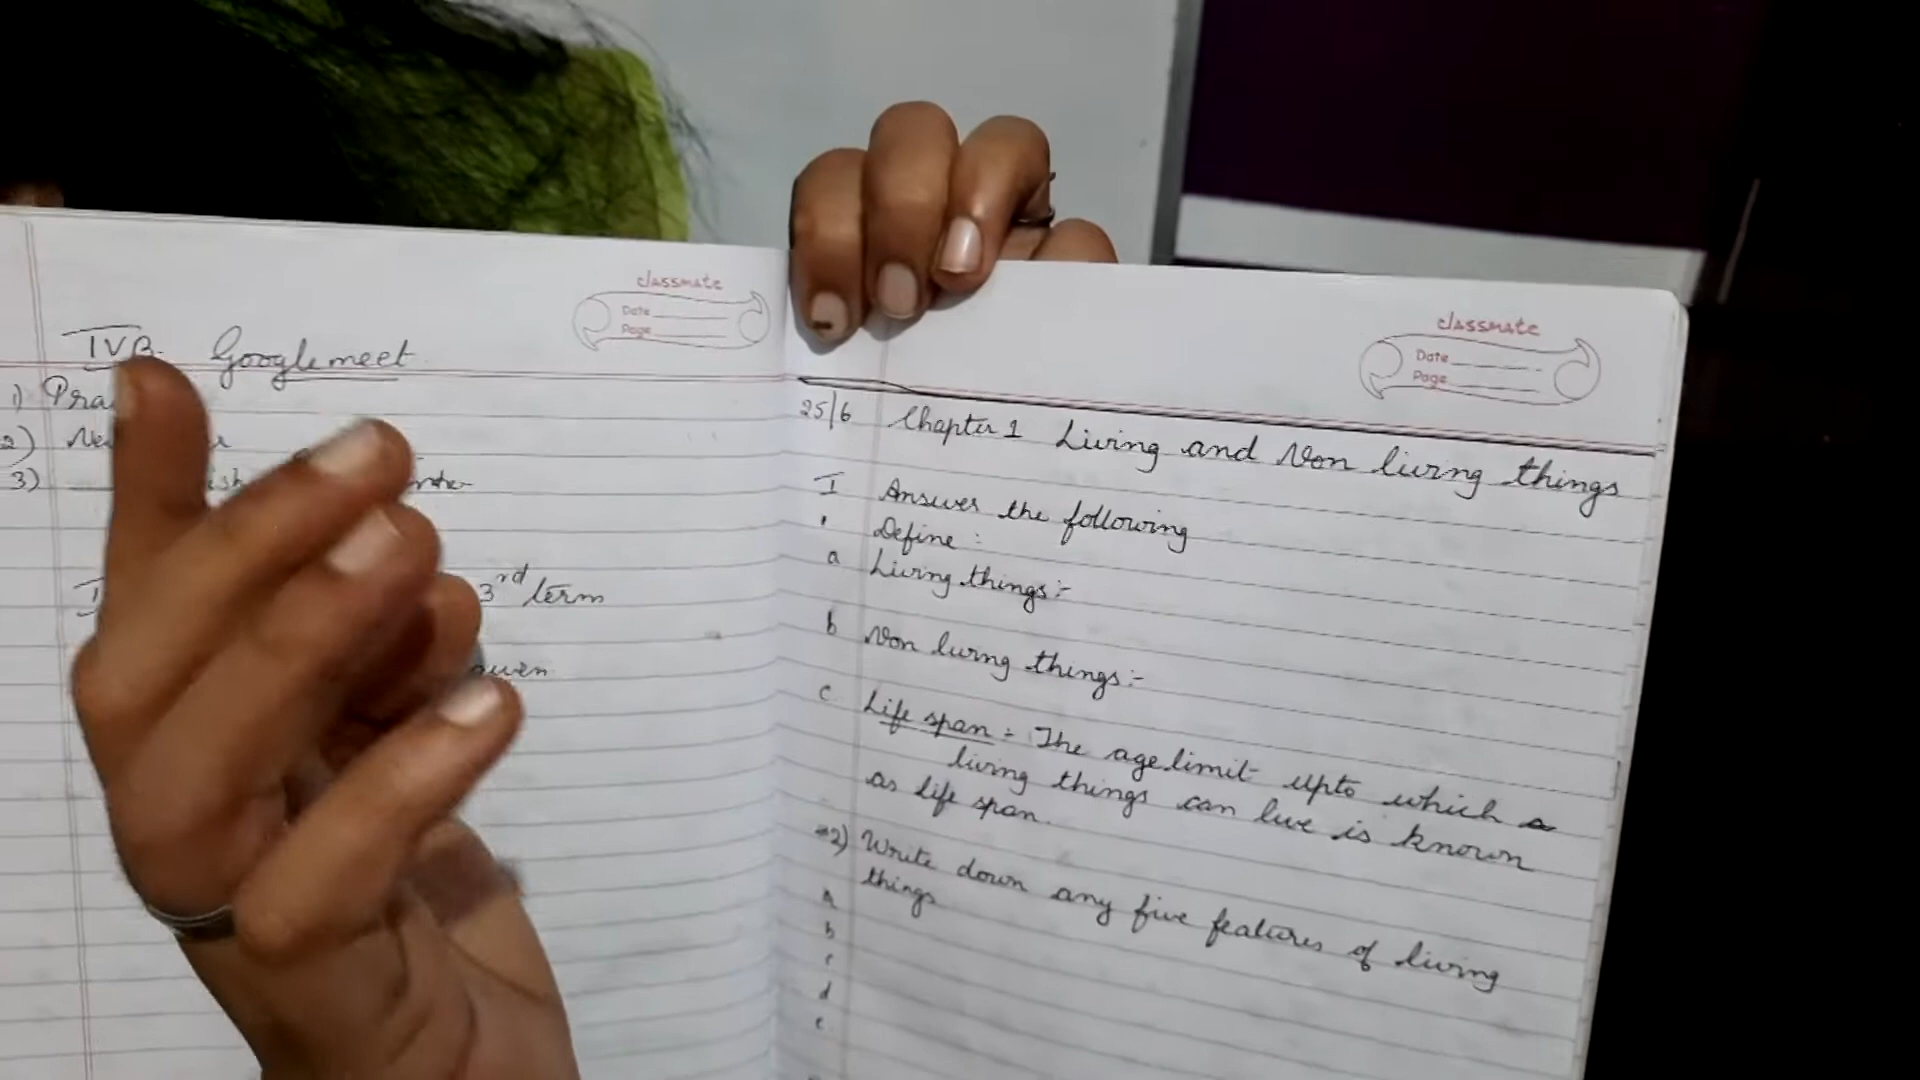 classmate
Date
Page
IVB Google meet
1)
2)
3)
3rd term
classmate
Date
Page
25/6 Chapter 1 Living and Non living things
I Answer the following
1 Define :
a Living things :-
b Non living things :-
c Life span = The age limit upto which a
living things can live is known
as life span.
2) Write down any five features of living
things
a
b
c
d
e